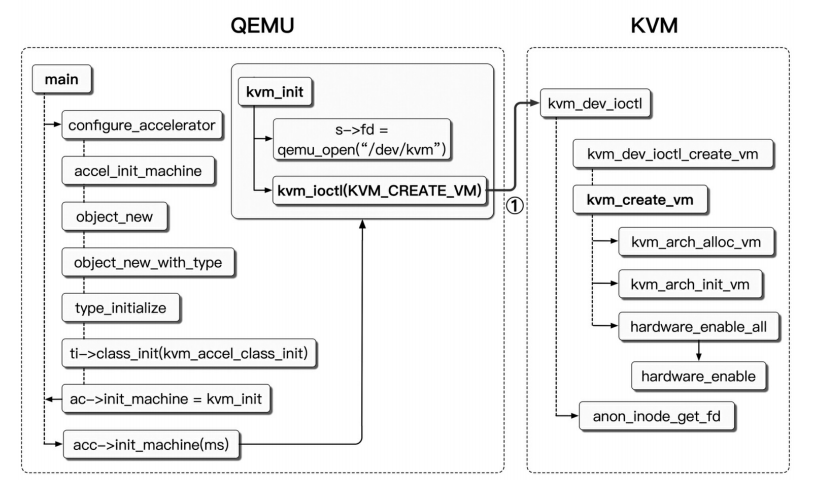 QEMU
KVM
main
configure_accelerator
accel_init_machine
object_new
object_new_with_type
type_initialize
ti->class_init(kvm_accel_class_init)
ac->init_machine = kvm_init
acc->init_machine(ms)
kvm_init
s->fd =
qemu_open(“/dev/kvm”)
kvm_ioctl(KVM_CREATE_VM)
①
kvm_dev_ioctl
kvm_dev_ioctl_create_vm
kvm_create_vm
kvm_arch_alloc_vm
kvm_arch_init_vm
hardware_enable_all
hardware_enable
anon_inode_get_fd